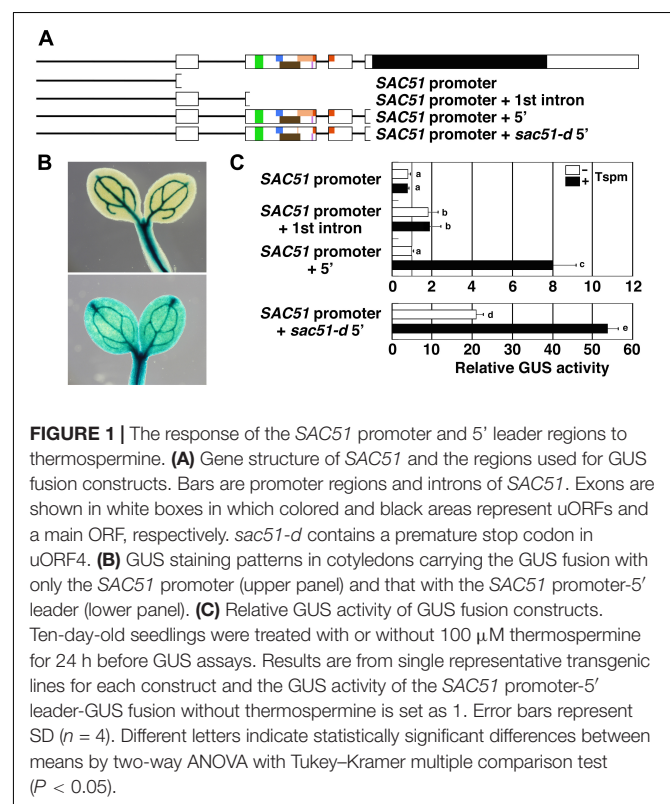 A
SAC51 promoter
SAC51 promoter + 1st intron
SAC51 promoter + 5'
SAC51 promoter + sac51-d 5'
B
C
SAC51 promoter
a
a
− Tspm
+
SAC51 promoter
+ 1st intron
b
b
SAC51 promoter
+ 5'
a
c
0 2 4 6 8 10 12
SAC51 promoter
+ sac51-d 5'
d
e
0 10 20 30 40 50 60
Relative GUS activity
FIGURE 1 | The response of the SAC51 promoter and 5' leader regions to
thermospermine. (A) Gene structure of SAC51 and the regions used for GUS
fusion constructs. Bars are promoter regions and introns of SAC51. Exons are
shown in white boxes in which colored and black areas represent uORFs and
a main ORF, respectively. sac51-d contains a premature stop codon in
uORF4. (B) GUS staining patterns in cotyledons carrying the GUS fusion with
only the SAC51 promoter (upper panel) and that with the SAC51 promoter-5′
leader (lower panel). (C) Relative GUS activity of GUS fusion constructs.
Ten-day-old seedlings were treated with or without 100 μM thermospermine
for 24 h before GUS assays. Results are from single representative transgenic
lines for each construct and the GUS activity of the SAC51 promoter-5′
leader-GUS fusion without thermospermine is set as 1. Error bars represent
SD (n = 4). Different letters indicate statistically significant differences between
means by two-way ANOVA with Tukey–Kramer multiple comparison test
(P < 0.05).